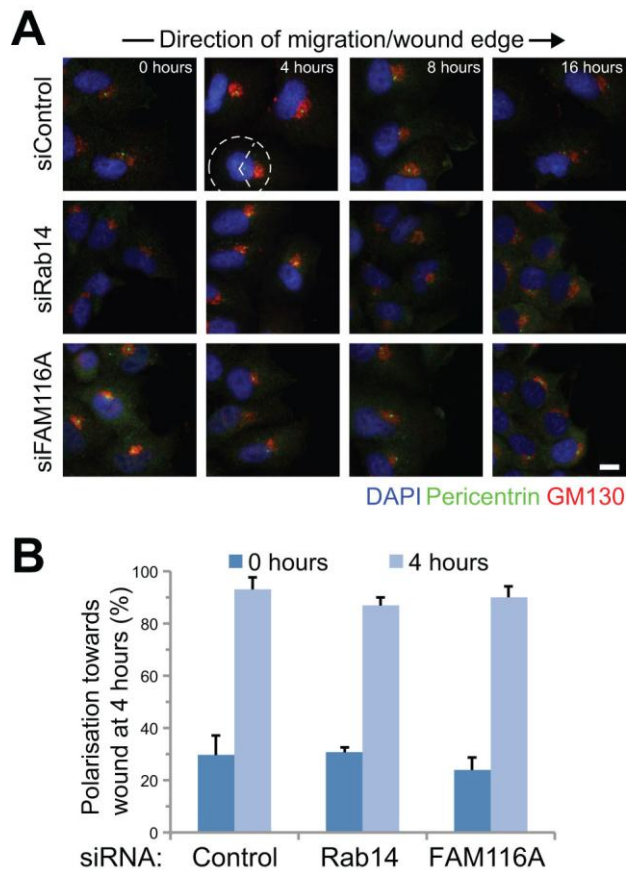 A
Direction of migration/wound edge
0 hours
4 hours
8 hours
16 hours
siControl
siRab14
siFAM116A
DAPI Pericentrin GM130
B
0 hours
4 hours
Polarisation towards
wound at 4 hours (%)
100
80
60
40
20
0
siRNA: Control Rab14 FAM116A